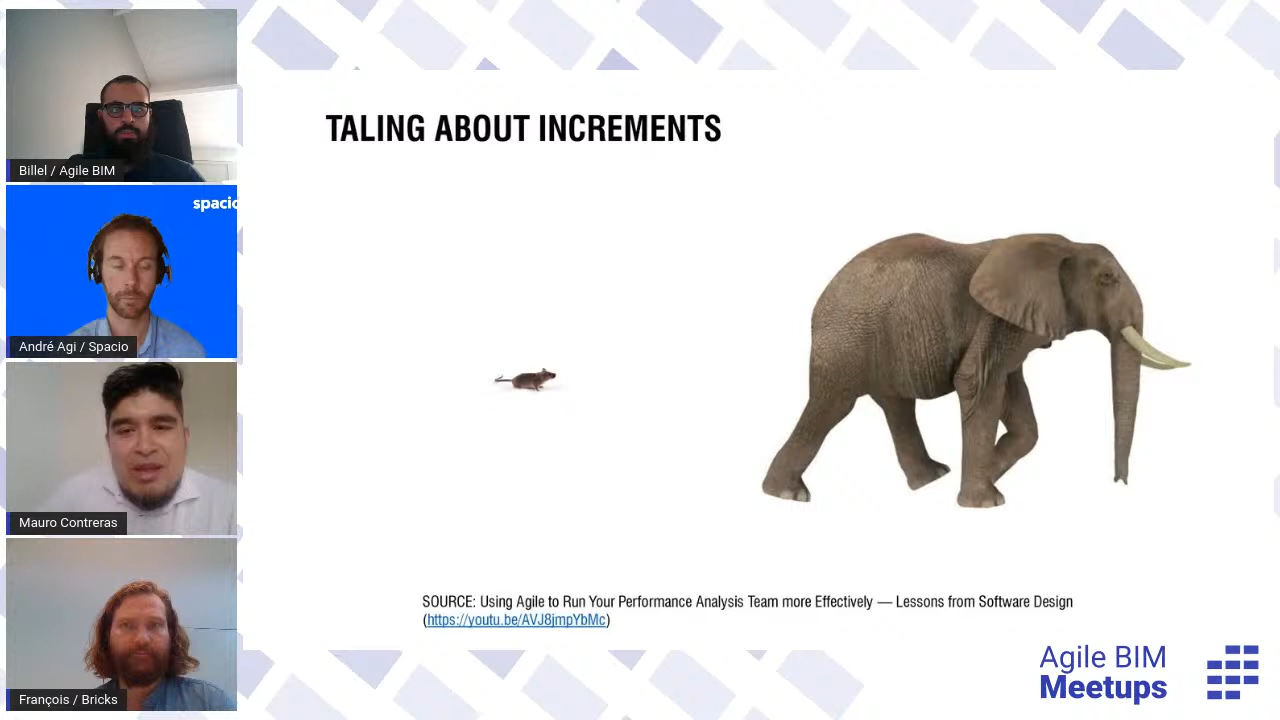 Billel / Agile BIM
spacio
André Agi / Spacio
Mauro Contreras
François / Bricks
TALING ABOUT INCREMENTS
SOURCE: Using Agile to Run Your Performance Analysis Team more Effectively — Lessons from Software Design
(https://youtu.be/AVJ8jmpYbMc)
Agile BIM
Meetups